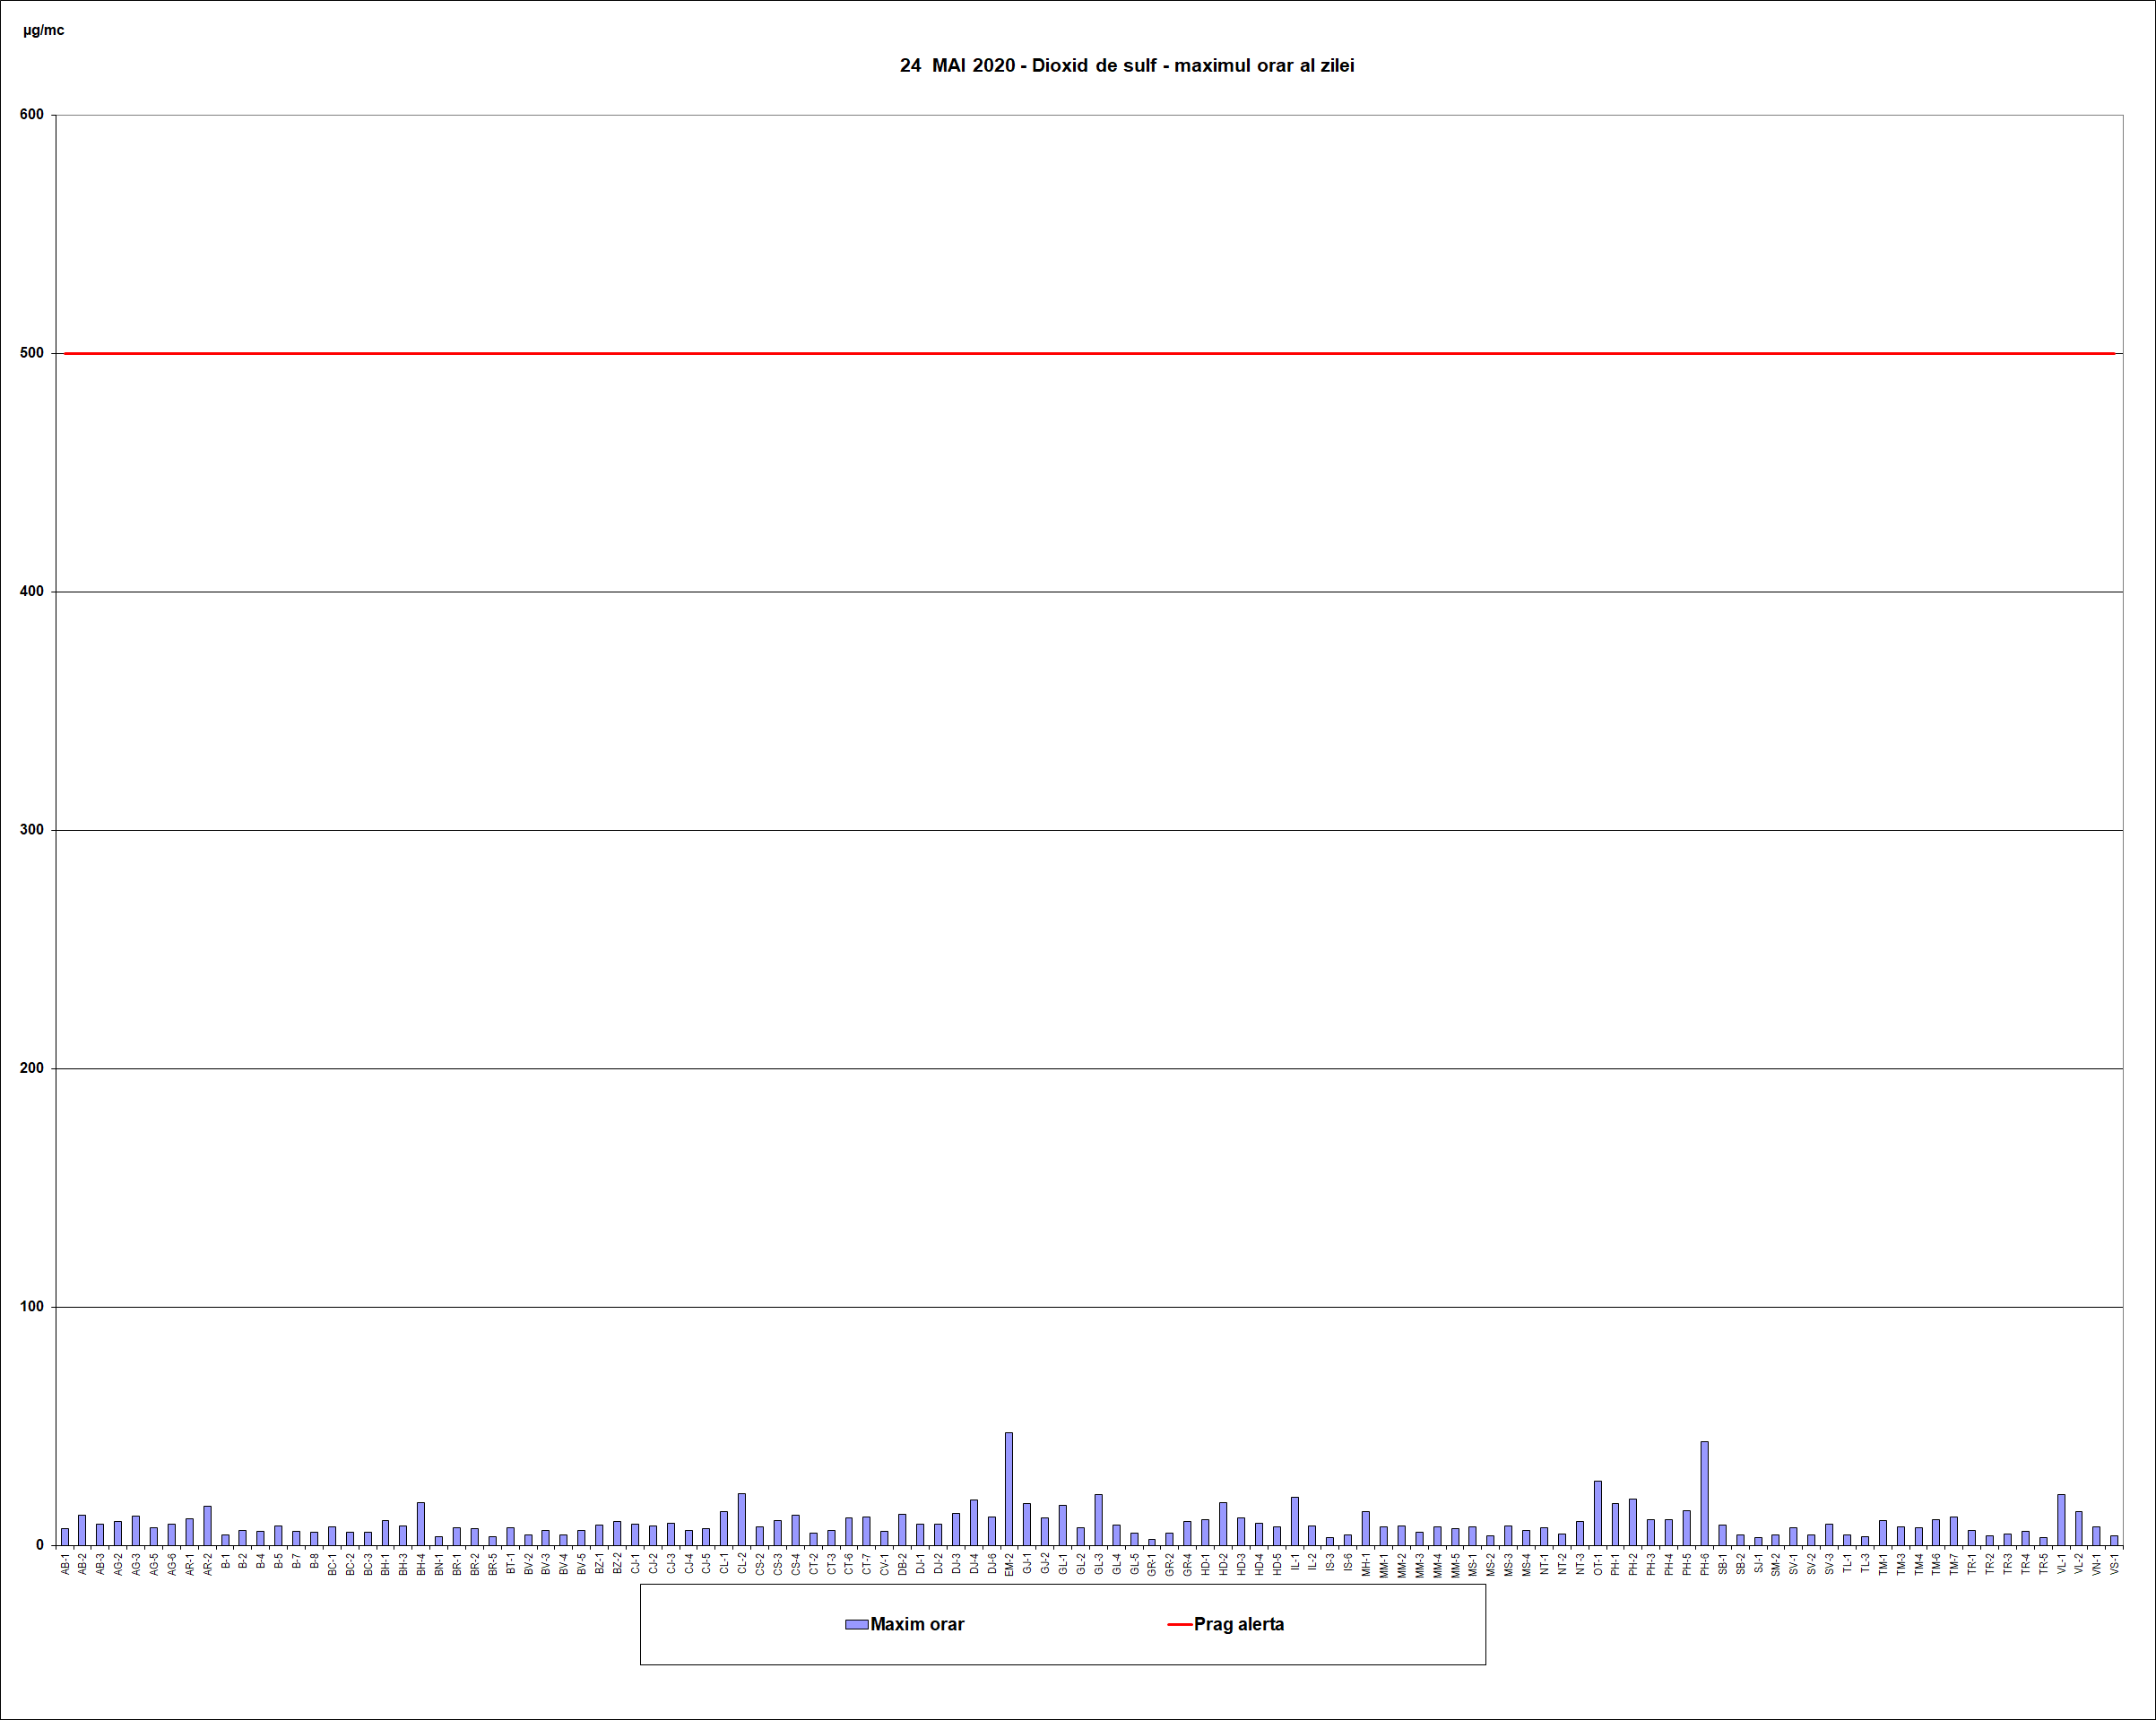 µg/mc
24 MAI 2020 - Dioxid de sulf - maximul orar al zilei
600
500
400
300
200
100
0
AB-1 AB-2 AB-3 AG-2 AG-3 AG-5 AG-6 AR-1 AR-2 B-1 B-2 B-4 B-5 B-7 B-8 BC-1 BC-2 BC-3 BH-1 BH-3 BH-4 BN-1 BR-1 BR-2 BR-5 BT-1 BV-2 BV-3 BV-4 BV-5 BZ-1 BZ-2 CJ-1 CJ-2 CJ-3 CJ-4 CJ-5 CL-1 CL-2 CS-2 CS-3 CS-4 CT-2 CT-3 CT-6 CT-7 CV-1 DB-2 DJ-1 DJ-2 DJ-3 DJ-4 DJ-6 EM-2 GJ-1 GJ-2 GL-1 GL-2 GL-3 GL-4 GL-5 GR-1 GR-2 GR-4 HD-1 HD-2 HD-3 HD-4 HD-5 IL-1 IL-2 IS-3 IS-6 MH-1 MM-1 MM-2 MM-3 MM-4 MM-5 MS-1 MS-2 MS-3 MS-4 NT-1 NT-2 NT-3 OT-1 PH-1 PH-2 PH-3 PH-4 PH-5 PH-6 SB-1 SB-2 SJ-1 SM-2 SV-1 SV-2 SV-3 TL-1 TL-3 TM-1 TM-3 TM-4 TM-6 TM-7 TR-1 TR-2 TR-3 TR-4 TR-5 VL-1 VL-2 VN-1 VS-1
Maxim orar Prag alerta